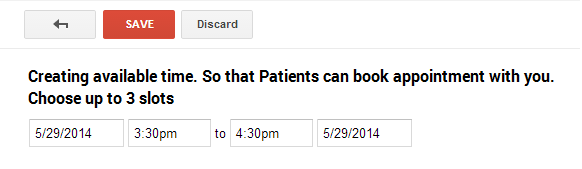 SAVE Discard
Creating available time. So that Patients can book appointment with you.
Choose up to 3 slots
5/29/2014 3:30pm to 4:30pm 5/29/2014